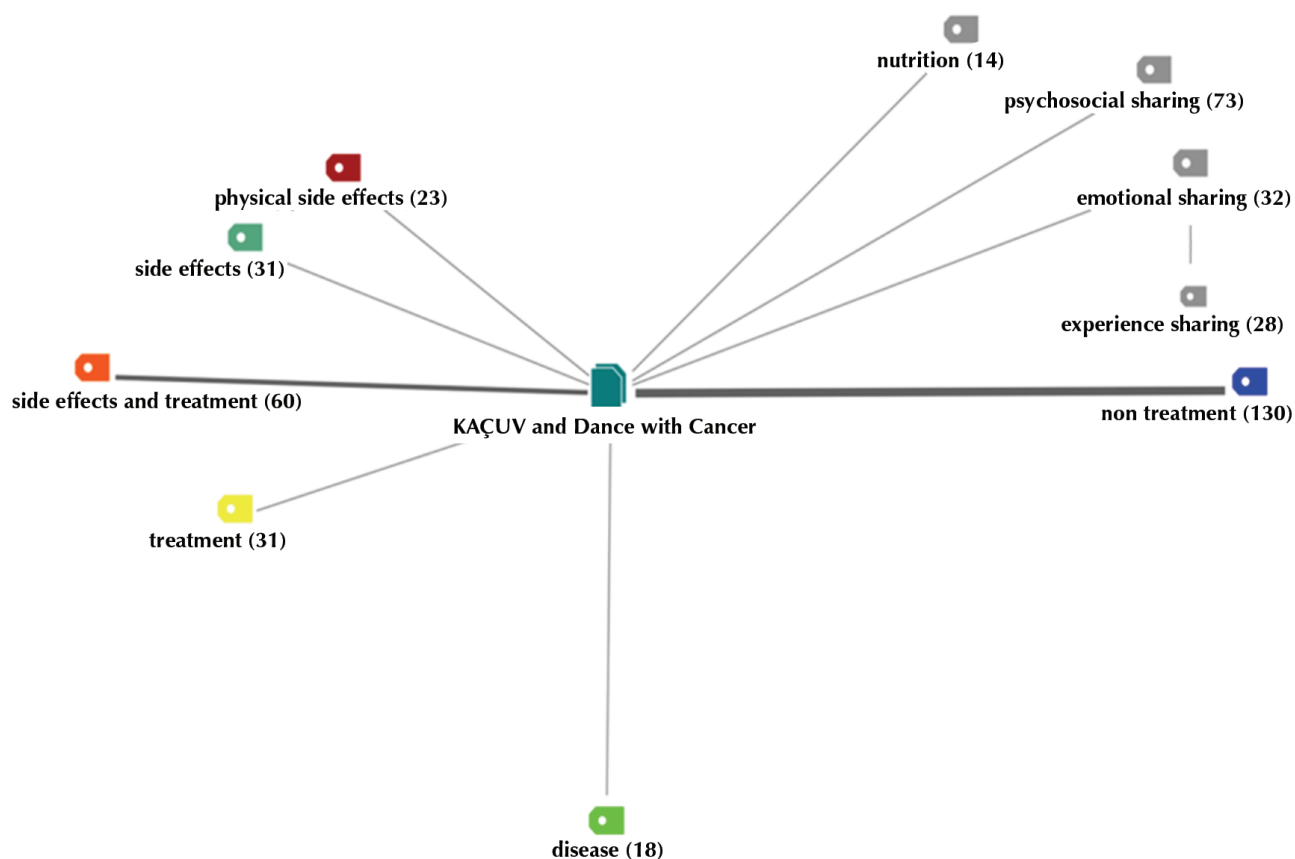 nutrition (14)
psychosocial sharing (73)
physical side effects (23)
emotional sharing (32)
side effects (31)
experience sharing (28)
side effects and treatment (60)
non treatment (130)
KAÇUV and Dance with Cancer
treatment (31)
disease (18)